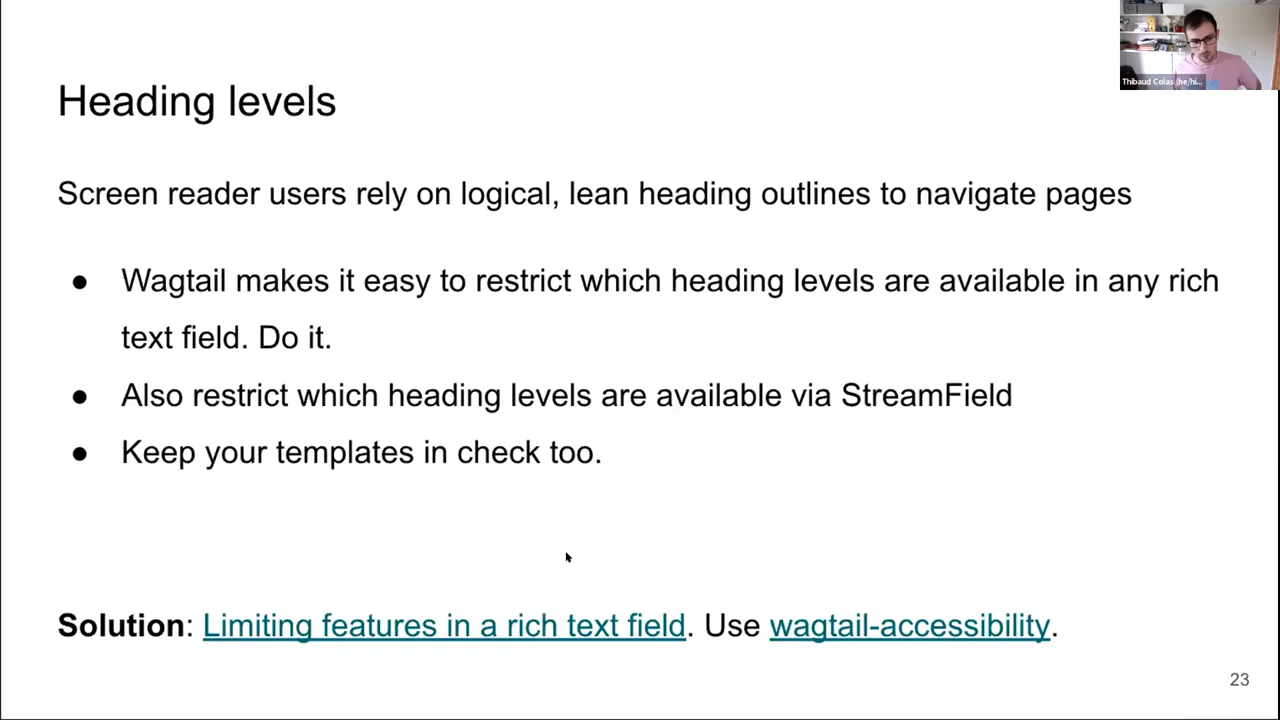 Thibaud Colas (he/hi...
Heading levels
Screen reader users rely on logical, lean heading outlines to navigate pages
● Wagtail makes it easy to restrict which heading levels are available in any rich
text field. Do it.
● Also restrict which heading levels are available via StreamField
● Keep your templates in check too.
Solution: Limiting features in a rich text field. Use wagtail-accessibility.
23